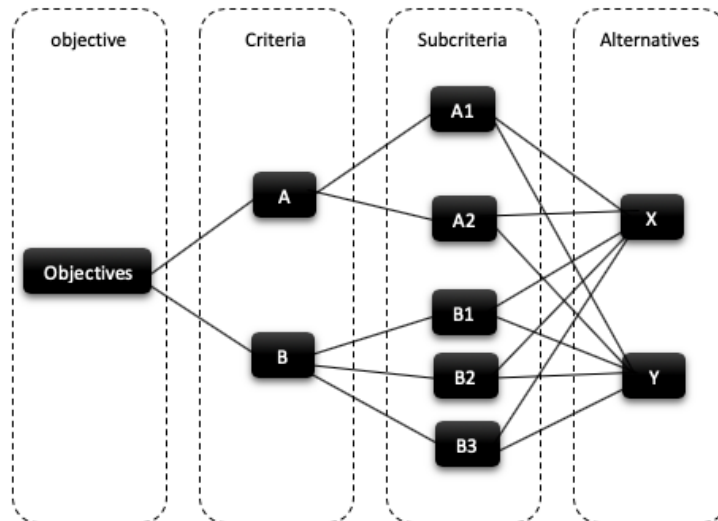 objective
Criteria
Subcriteria
Alternatives
A1
A
A2
X
Objectives
B1
B
B2
Y
B3